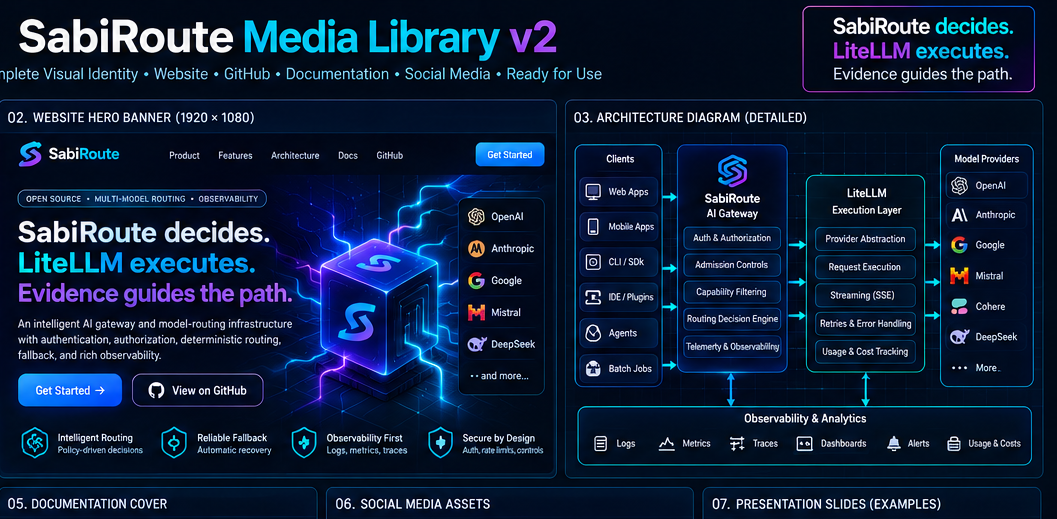 SabiRoute Media Library v2
mplete Visual Identity • Website • GitHub • Documentation • Social Media • Ready for Use
SabiRoute decides.
LiteLLM executes.
Evidence guides the path.
02. WEBSITE HERO BANNER (1920 × 1080)
SabiRoute
Product
Features
Architecture
Docs
GitHub
Get Started
OPEN SOURCE • MULTI-MODEL ROUTING • OBSERVABILITY
SabiRoute decides.
LiteLLM executes.
Evidence guides the path.
An intelligent AI gateway and model-routing infrastructure
with authentication, authorization, deterministic routing,
fallback, and rich observability.
Get Started →
View on GitHub
OpenAI
Anthropic
Google
Mistral
DeepSeek
•• and more...
Intelligent Routing
Policy-driven decisions
Reliable Fallback
Automatic recovery
Observability First
Logs, metrics, traces
Secure by Design
Auth, rate limits, controls
03. ARCHITECTURE DIAGRAM (DETAILED)
Clients
Web Apps
Mobile Apps
CLI / SDk
IDE / Plugins
Agents
Batch Jobs
SabiRoute
AI Gateway
Auth & Authorization
Admission Controls
Capability Filtering
Routing Decision Engine
Telemerty & Observabillny
LiteLLM
Execution Layer
Provider Abstraction
Request Execution
Streaming (SSE)
Retries & Error Handling
Usage & Cost Tracking
Model Providers
OpenAI
Anthropic
Google
Mistral
Cohere
DeepSeek
••• More..
Observability & Analytics
Logs
Metrics
Traces
Dashboards
Alerts
Usage & Costs
05. DOCUMENTATION COVER
06. SOCIAL MEDIA ASSETS
07. PRESENTATION SLIDES (EXAMPLES)